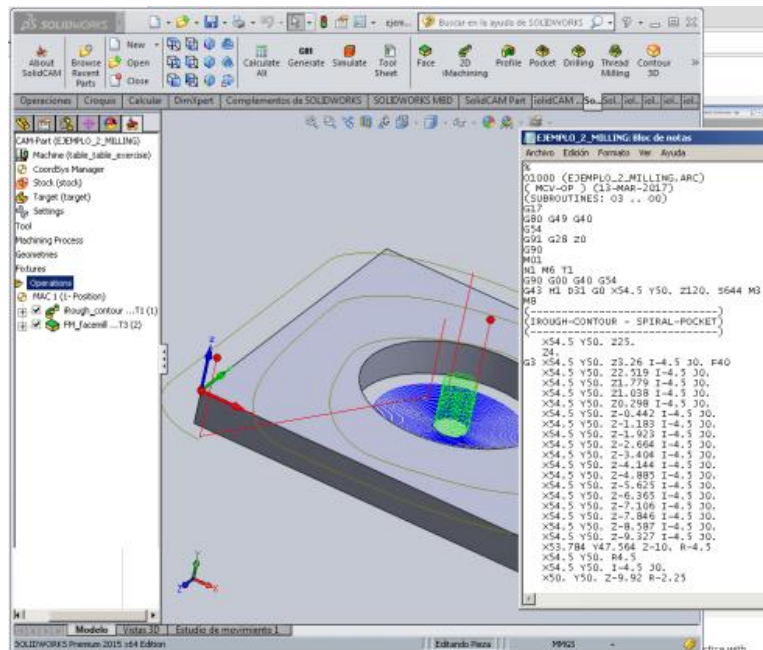 SOLIDWORKS
ejem...
Buscar en la ayuda de SOLIDWORKS
About SolidCAM
Browse Recent Parts
New
Open
Close
Calculate All
G01
Generate
Simulate
Tool Sheet
Face
2D iMachining
Profile
Pocket
Drilling
Thread Milling
Contour 3D
Operaciones
Croquis
Calcular
DimXpert
Complementos de SOLIDWORKS
SOLIDWORKS MBD
SolidCAM Part
CAM-Part (EJEMPLO_2_MILLING)
Machine (table_table_exercise)
CoordSys Manager
Stock (stock)
Target (target)
Settings
Tool
Machining Process
Geometries
Fixtures
Operations
MAC 1 (1- Position)
iRough_contour ...T1 (1)
FM_facemill ...T3 (2)
EJEMPLO_2_MILLING: Bloc de notas
Archivo Edición Formato Ver Ayuda
%
O1000 (EJEMPLO_2_MILLING.ARC)
( MCV-OP ) (13-MAR-2017)
(SUBROUTINES: O3 .. O0)
G17
G80 G49 G40
G54
G91 G28 Z0
G90
M01
N1 M6 T1
G90 G00 G40 G54
G43 H1 D31 G0 X54.5 Y50. Z120. S644 M3
M8
(-----------------------------)
(IROUGH-CONTOUR - SPIRAL-POCKET)
(-----------------------------)
X54.5 Y50. Z25.
Z4.
G3 X54.5 Y50. Z3.26 I-4.5 J0. F40
X54.5 Y50. Z2.519 I-4.5 J0.
X54.5 Y50. Z1.779 I-4.5 J0.
X54.5 Y50. Z1.038 I-4.5 J0.
X54.5 Y50. Z0.298 I-4.5 J0.
X54.5 Y50. Z-0.442 I-4.5 J0.
X54.5 Y50. Z-1.183 I-4.5 J0.
X54.5 Y50. Z-1.923 I-4.5 J0.
X54.5 Y50. Z-2.664 I-4.5 J0.
X54.5 Y50. Z-3.404 I-4.5 J0.
X54.5 Y50. Z-4.144 I-4.5 J0.
X54.5 Y50. Z-4.885 I-4.5 J0.
X54.5 Y50. Z-5.625 I-4.5 J0.
X54.5 Y50. Z-6.365 I-4.5 J0.
X54.5 Y50. Z-7.106 I-4.5 J0.
X54.5 Y50. Z-7.846 I-4.5 J0.
X54.5 Y50. Z-8.587 I-4.5 J0.
X54.5 Y50. Z-9.327 I-4.5 J0.
X53.784 Y47.564 Z-10. R-4.5
X54.5 Y50. R4.5
X54.5 Y50. I-4.5 J0.
X50. Y50. Z-9.92 R-2.25
Modelo
Vistas 3D
Estudio de movimiento 1
SOLIDWORKS Premium 2015 x64 Edition
Editando Pieza
MMGS